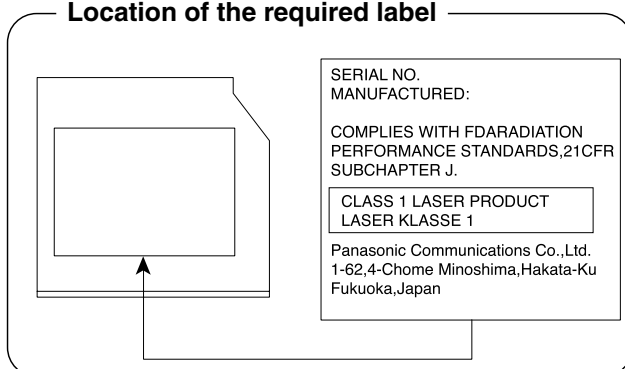 Location of the required label
SERIAL NO.
MANUFACTURED:
COMPLIES WITH FDARADIATION
PERFORMANCE STANDARDS,21CFR
SUBCHAPTER J.
CLASS 1 LASER PRODUCT
LASER KLASSE 1
Panasonic Communications Co.,Ltd.
1-62,4-Chome Minoshima,Hakata-Ku
Fukuoka,Japan